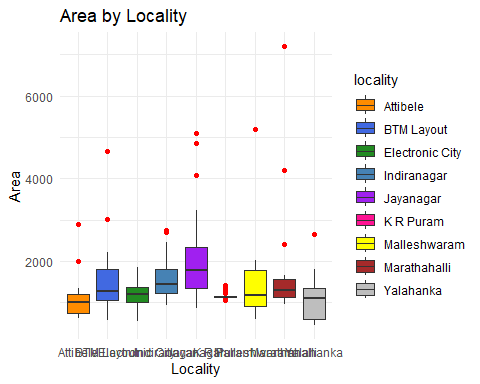 Area by Locality
Area
6000
4000
2000
Locality
locality
Attibele
BTM Layout
Electronic City
Indiranagar
Jayanagar
K R Puram
Malleshwaram
Marathahalli
Yalahanka